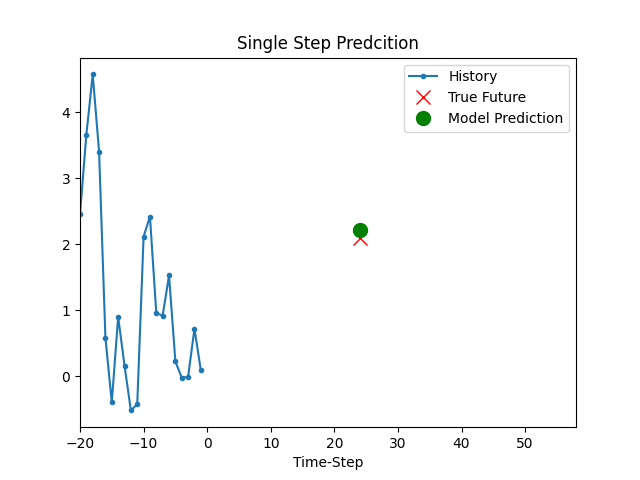 Single Step Predcition
History
True Future
Model Prediction
4
3
2
1
0
−20 −10 0 10 20 30 40 50
Time-Step